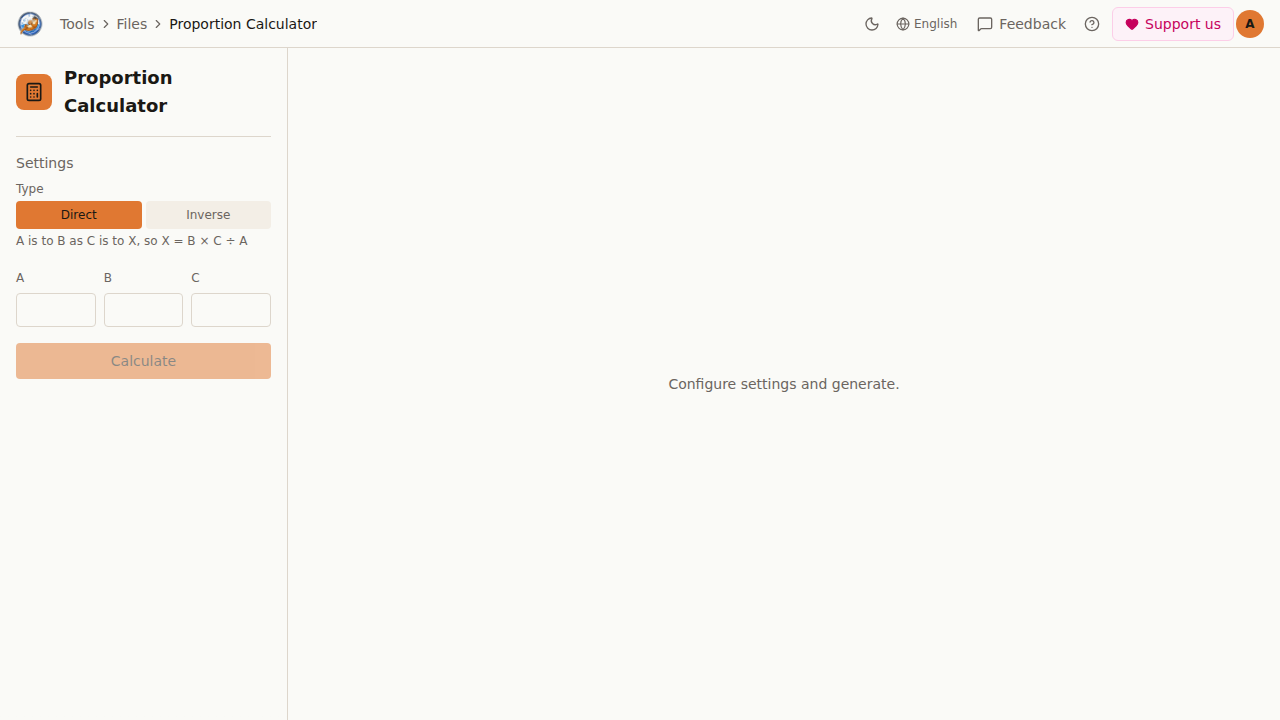 Tools
Files
Proportion Calculator
English
Feedback
Support us
A
Proportion
Calculator
Settings
Type
Direct
Inverse
A is to B as C is to X, so X = B × C ÷ A
A
B
C
Calculate
Configure settings and generate.